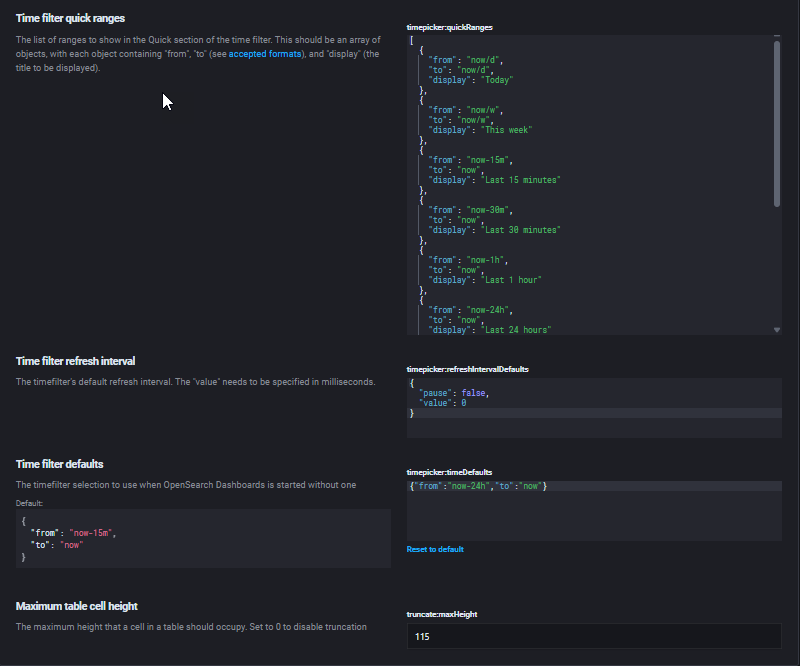 Time filter quick ranges
The list of ranges to show in the Quick section of the time filter. This should be an array of
objects, with each object containing "from", "to" (see accepted formats), and "display" (the
title to be displayed).
timepicker:quickRanges
[
  {
    "from": "now/d",
    "to": "now/d",
    "display": "Today"
  },
  {
    "from": "now/w",
    "to": "now/w",
    "display": "This week"
  },
  {
    "from": "now-15m",
    "to": "now",
    "display": "Last 15 minutes"
  },
  {
    "from": "now-30m",
    "to": "now",
    "display": "Last 30 minutes"
  },
  {
    "from": "now-1h",
    "to": "now",
    "display": "Last 1 hour"
  },
  {
    "from": "now-24h",
    "to": "now",
    "display": "Last 24 hours"
Time filter refresh interval
The timefilter's default refresh interval. The "value" needs to be specified in milliseconds.
timepicker:refreshIntervalDefaults
{
  "pause": false,
  "value": 0
}
Time filter defaults
The timefilter selection to use when OpenSearch Dashboards is started without one
Default:
{
  "from": "now-15m",
  "to": "now"
}
timepicker:timeDefaults
{"from":"now-24h","to":"now"}
Reset to default
Maximum table cell height
The maximum height that a cell in a table should occupy. Set to 0 to disable truncation
truncate:maxHeight
115